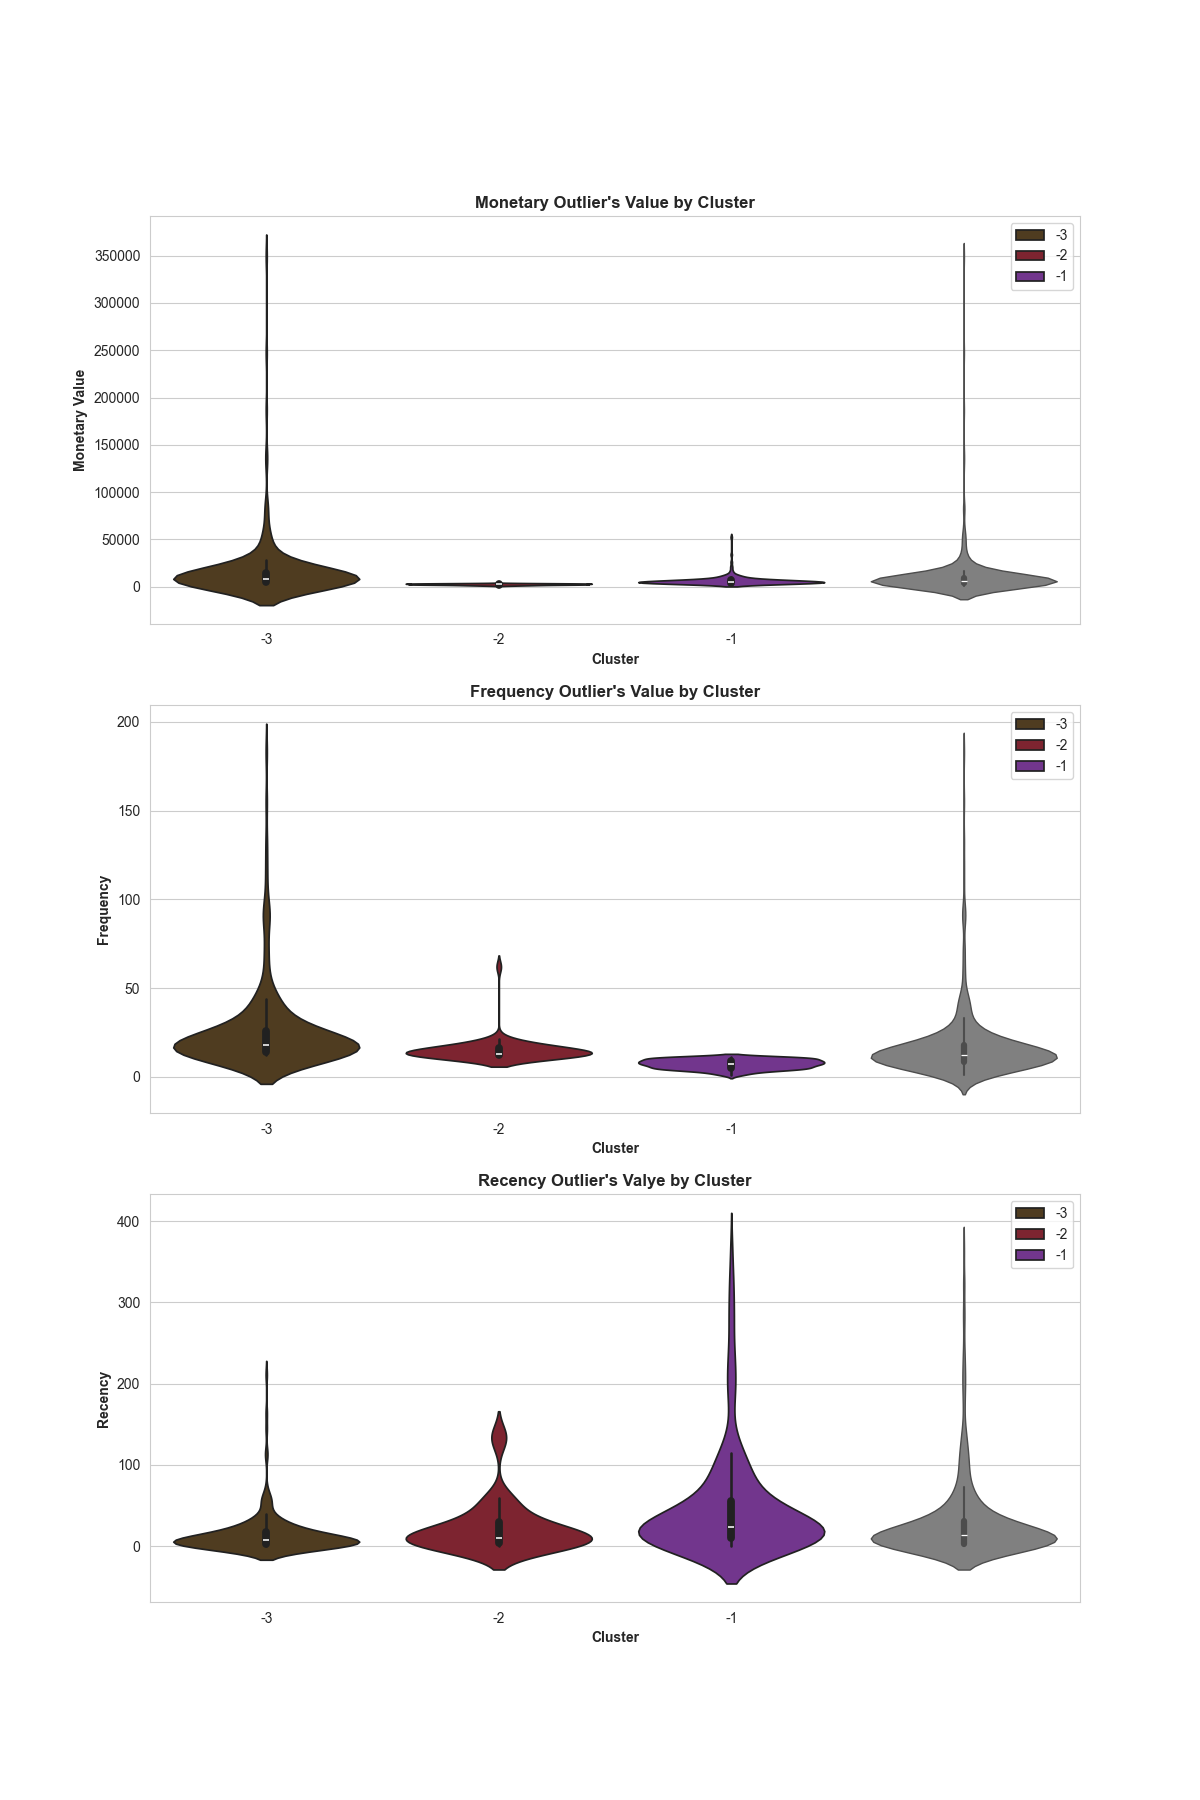 Monetary Outlier's Value by Cluster
350000
300000
250000
200000
150000
100000
50000
0
Monetary Value
-3
-2
-1
-3 -2 -1
Cluster
Frequency Outlier's Value by Cluster
200
150
100
50
0
Frequency
-3
-2
-1
-3 -2 -1
Cluster
Recency Outlier's Valye by Cluster
400
300
200
100
0
Recency
-3
-2
-1
-3 -2 -1
Cluster